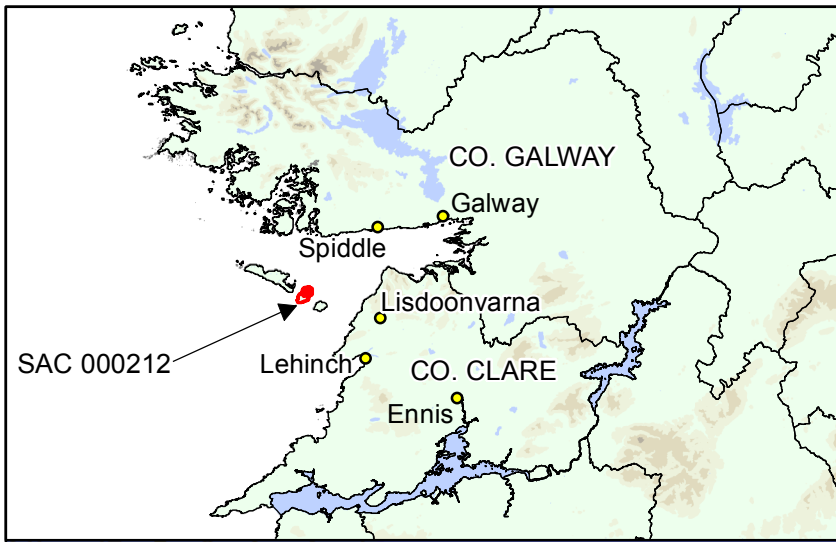 CO. GALWAY
Galway
Spiddle
Lisdoonvarna
SAC 000212
Lehinch
CO. CLARE
Ennis